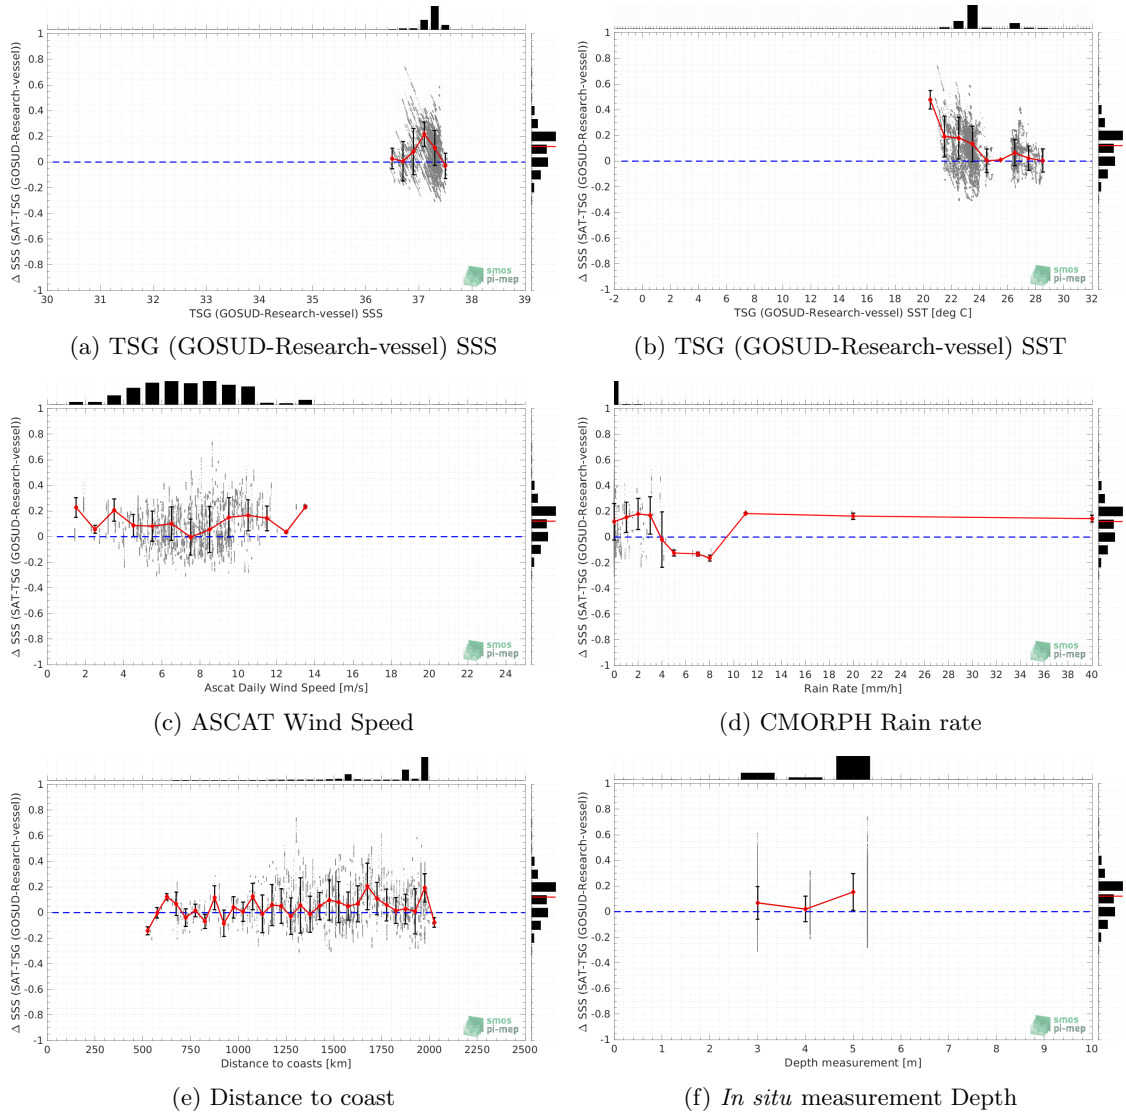 Δ SSS (SAT-TSG (GOSUD-Research-vessel))
1
0.8
0.6
0.4
0.2
0
-0.2
-0.4
-0.6
-0.8
-1
30 31 32 33 34 35 36 37 38 39
TSG (GOSUD-Research-vessel) SSS
smos
pi-mep
(a) TSG (GOSUD-Research-vessel) SSS
Δ SSS (SAT-TSG (GOSUD-Research-vessel))
1
0.8
0.6
0.4
0.2
0
-0.2
-0.4
-0.6
-0.8
-1
-2 0 2 4 6 8 10 12 14 16 18 20 22 24 26 28 30 32
TSG (GOSUD-Research-vessel) SST [deg C]
smos
pi-mep
(b) TSG (GOSUD-Research-vessel) SST
Δ SSS (SAT-TSG (GOSUD-Research-vessel))
1
0.8
0.6
0.4
0.2
0
-0.2
-0.4
-0.6
-0.8
-1
0 2 4 6 8 10 12 14 16 18 20 22 24
Ascat Daily Wind Speed [m/s]
smos
pi-mep
(c) ASCAT Wind Speed
Δ SSS (SAT-TSG (GOSUD-Research-vessel))
1
0.8
0.6
0.4
0.2
0
-0.2
-0.4
-0.6
-0.8
-1
0 2 4 6 8 10 12 14 16 18 20 22 24 26 28 30 32 34 36 38 40
Rain Rate [mm/h]
smos
pi-mep
(d) CMORPH Rain rate
Δ SSS (SAT-TSG (GOSUD-Research-vessel))
1
0.8
0.6
0.4
0.2
0
-0.2
-0.4
-0.6
-0.8
-1
0 250 500 750 1000 1250 1500 1750 2000 2250 2500
Distance to coasts [km]
smos
pi-mep
(e) Distance to coast
Δ SSS (SAT-TSG (GOSUD-Research-vessel))
1
0.8
0.6
0.4
0.2
0
-0.2
-0.4
-0.6
-0.8
-1
0 1 2 3 4 5 6 7 8 9 10
Depth measurement [m]
smos
pi-mep
(f) In situ measurement Depth